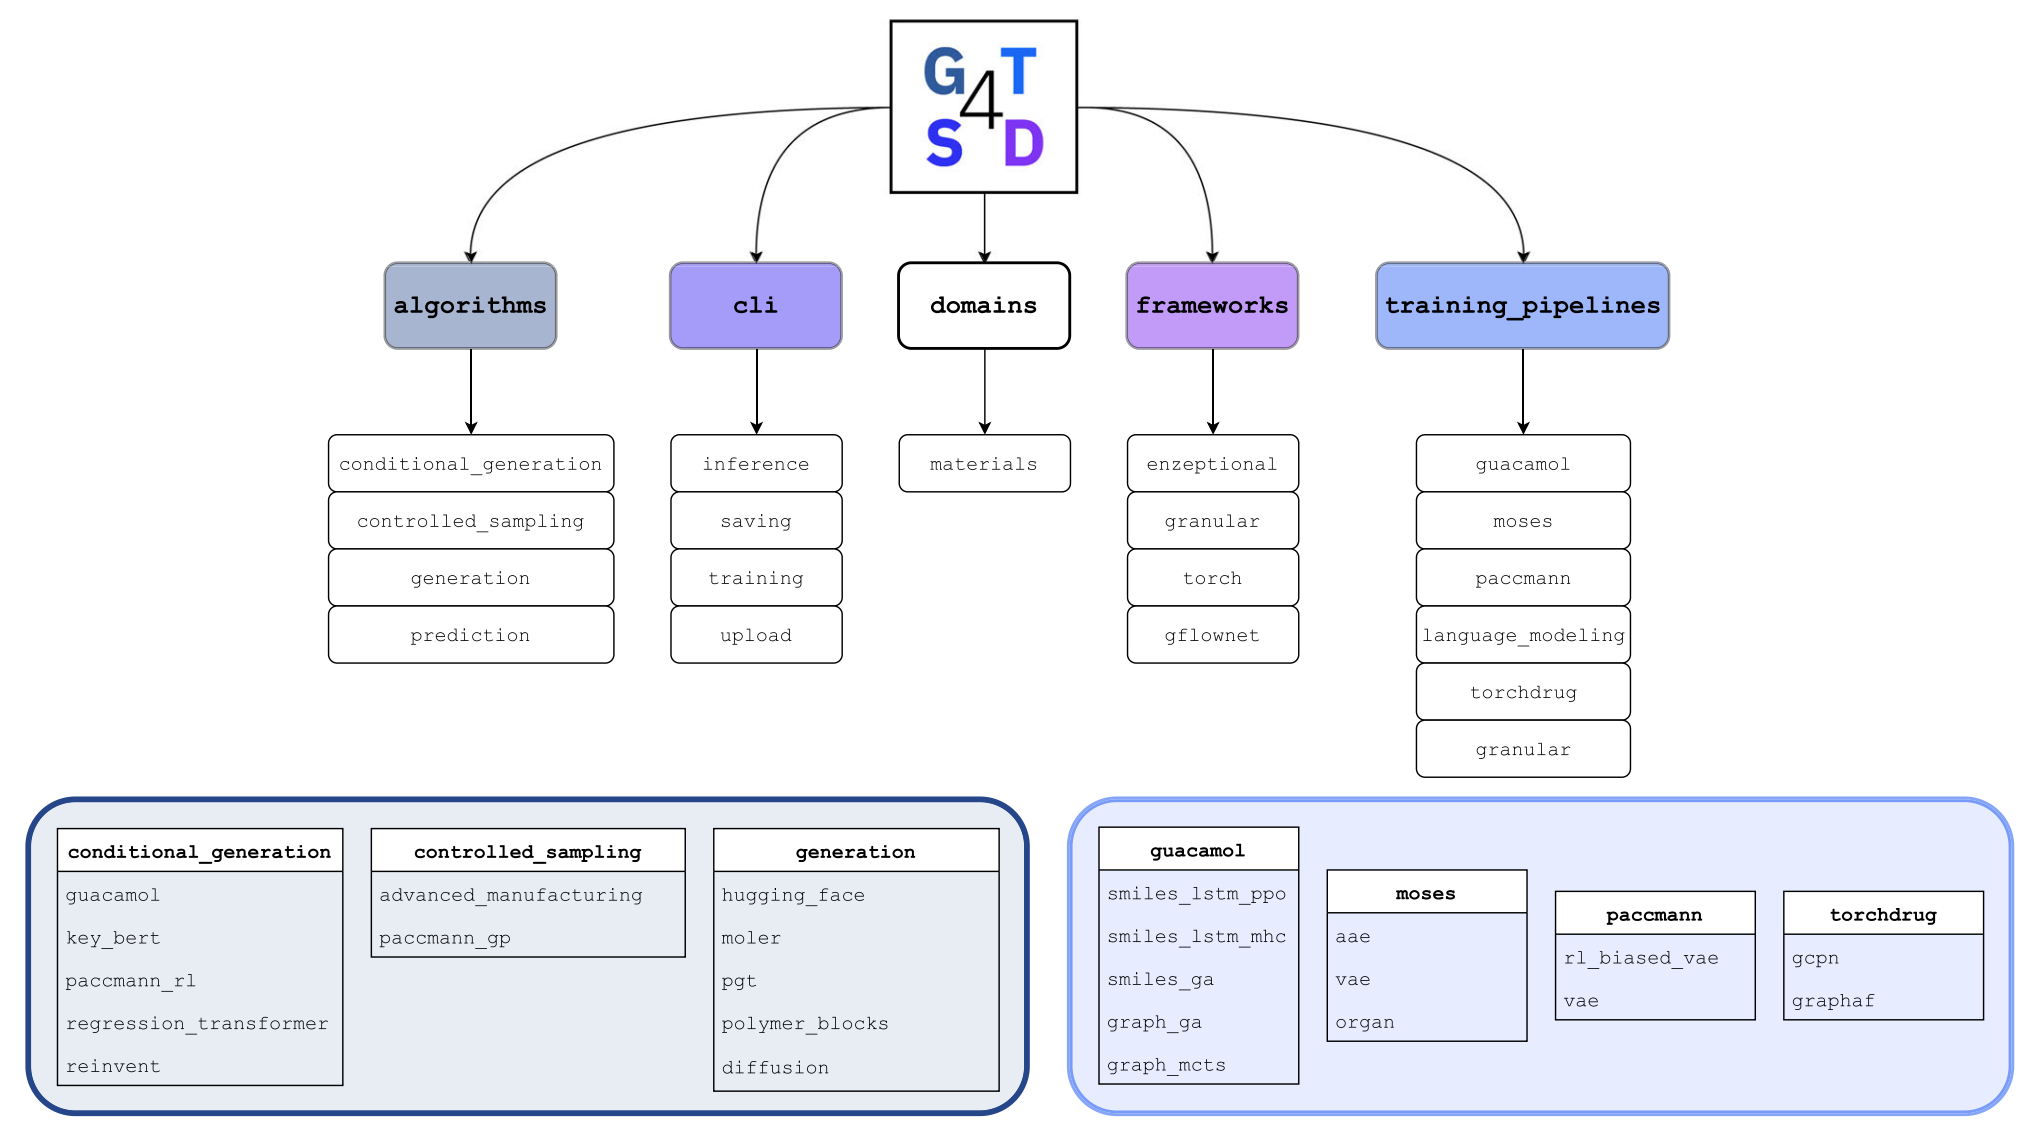 G T
4
S D
algorithms
cli
domains
frameworks
training_pipelines
conditional_generation
controlled_sampling
generation
prediction
inference
saving
training
upload
materials
enzeptional
granular
torch
gflownet
guacamol
moses
paccmann
language_modeling
torchdrug
granular
conditional_generation
guacamol
key_bert
paccmann_rl
regression_transformer
reinvent
controlled_sampling
advanced_manufacturing
paccmann_gp
generation
hugging_face
moler
pgt
polymer_blocks
diffusion
guacamol
smiles_lstm_ppo
smiles_lstm_mhc
smiles_ga
graph_ga
graph_mcts
moses
aae
vae
organ
paccmann
rl_biased_vae
vae
torchdrug
gcpn
graphaf